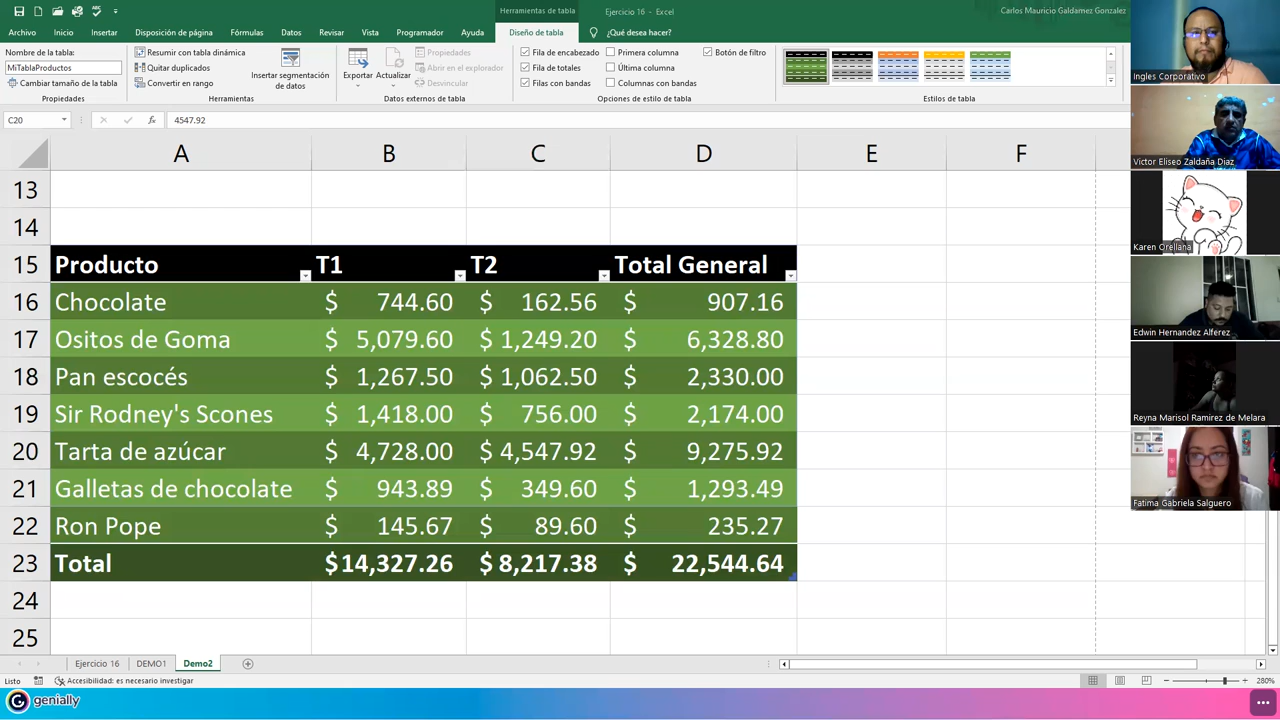 Herramientas de tabla
Ejercicio 16 - Excel
Carlos Mauricio Galdamez Gonzalez
Archivo Inicio Insertar Disposición de página Fórmulas Datos Revisar Vista Programador Ayuda Diseño de tabla ¿Qué desea hacer?
Nombre de la tabla:
MiTablaProductos
Cambiar tamaño de tabla
Propiedades
Resumir con tabla dinámica
Quitar duplicados
Convertir en rango
Insertar segmentación de datos
Herramientas
Exportar Actualizar
Propiedades
Abrir en el explorador
Desvincular
Datos externos de tabla
Fila de encabezado Primera columna Botón de filtro
Fila de totales Última columna
Filas con bandas Columnas con bandas
Opciones de estilo de tabla
Estilos de tabla
C20 fx 4547.92
A B C D E F
13
14
15 Producto T1 T2 Total General
16 Chocolate $ 744.60 $ 162.56 $ 907.16
17 Ositos de Goma $ 5,079.60 $ 1,249.20 $ 6,328.80
18 Pan escocés $ 1,267.50 $ 1,062.50 $ 2,330.00
19 Sir Rodney's Scones $ 1,418.00 $ 756.00 $ 2,174.00
20 Tarta de azúcar $ 4,728.00 $ 4,547.92 $ 9,275.92
21 Galletas de chocolate $ 943.89 $ 349.60 $ 1,293.49
22 Ron Pope $ 145.67 $ 89.60 $ 235.27
23 Total $14,327.26 $ 8,217.38 $ 22,544.64
24
25
Ejercicio 16 DEMO1 Demo2
Listo Accesibilidad: es necesario investigar 280%
genially
Ingles Corporativo
Víctor Eliseo Zaldaña Diaz
Karen Orellana
Edwin Hernandez Alferez
Reyna Marisol Ramirez de Melara
Fatima Gabriela Salguero